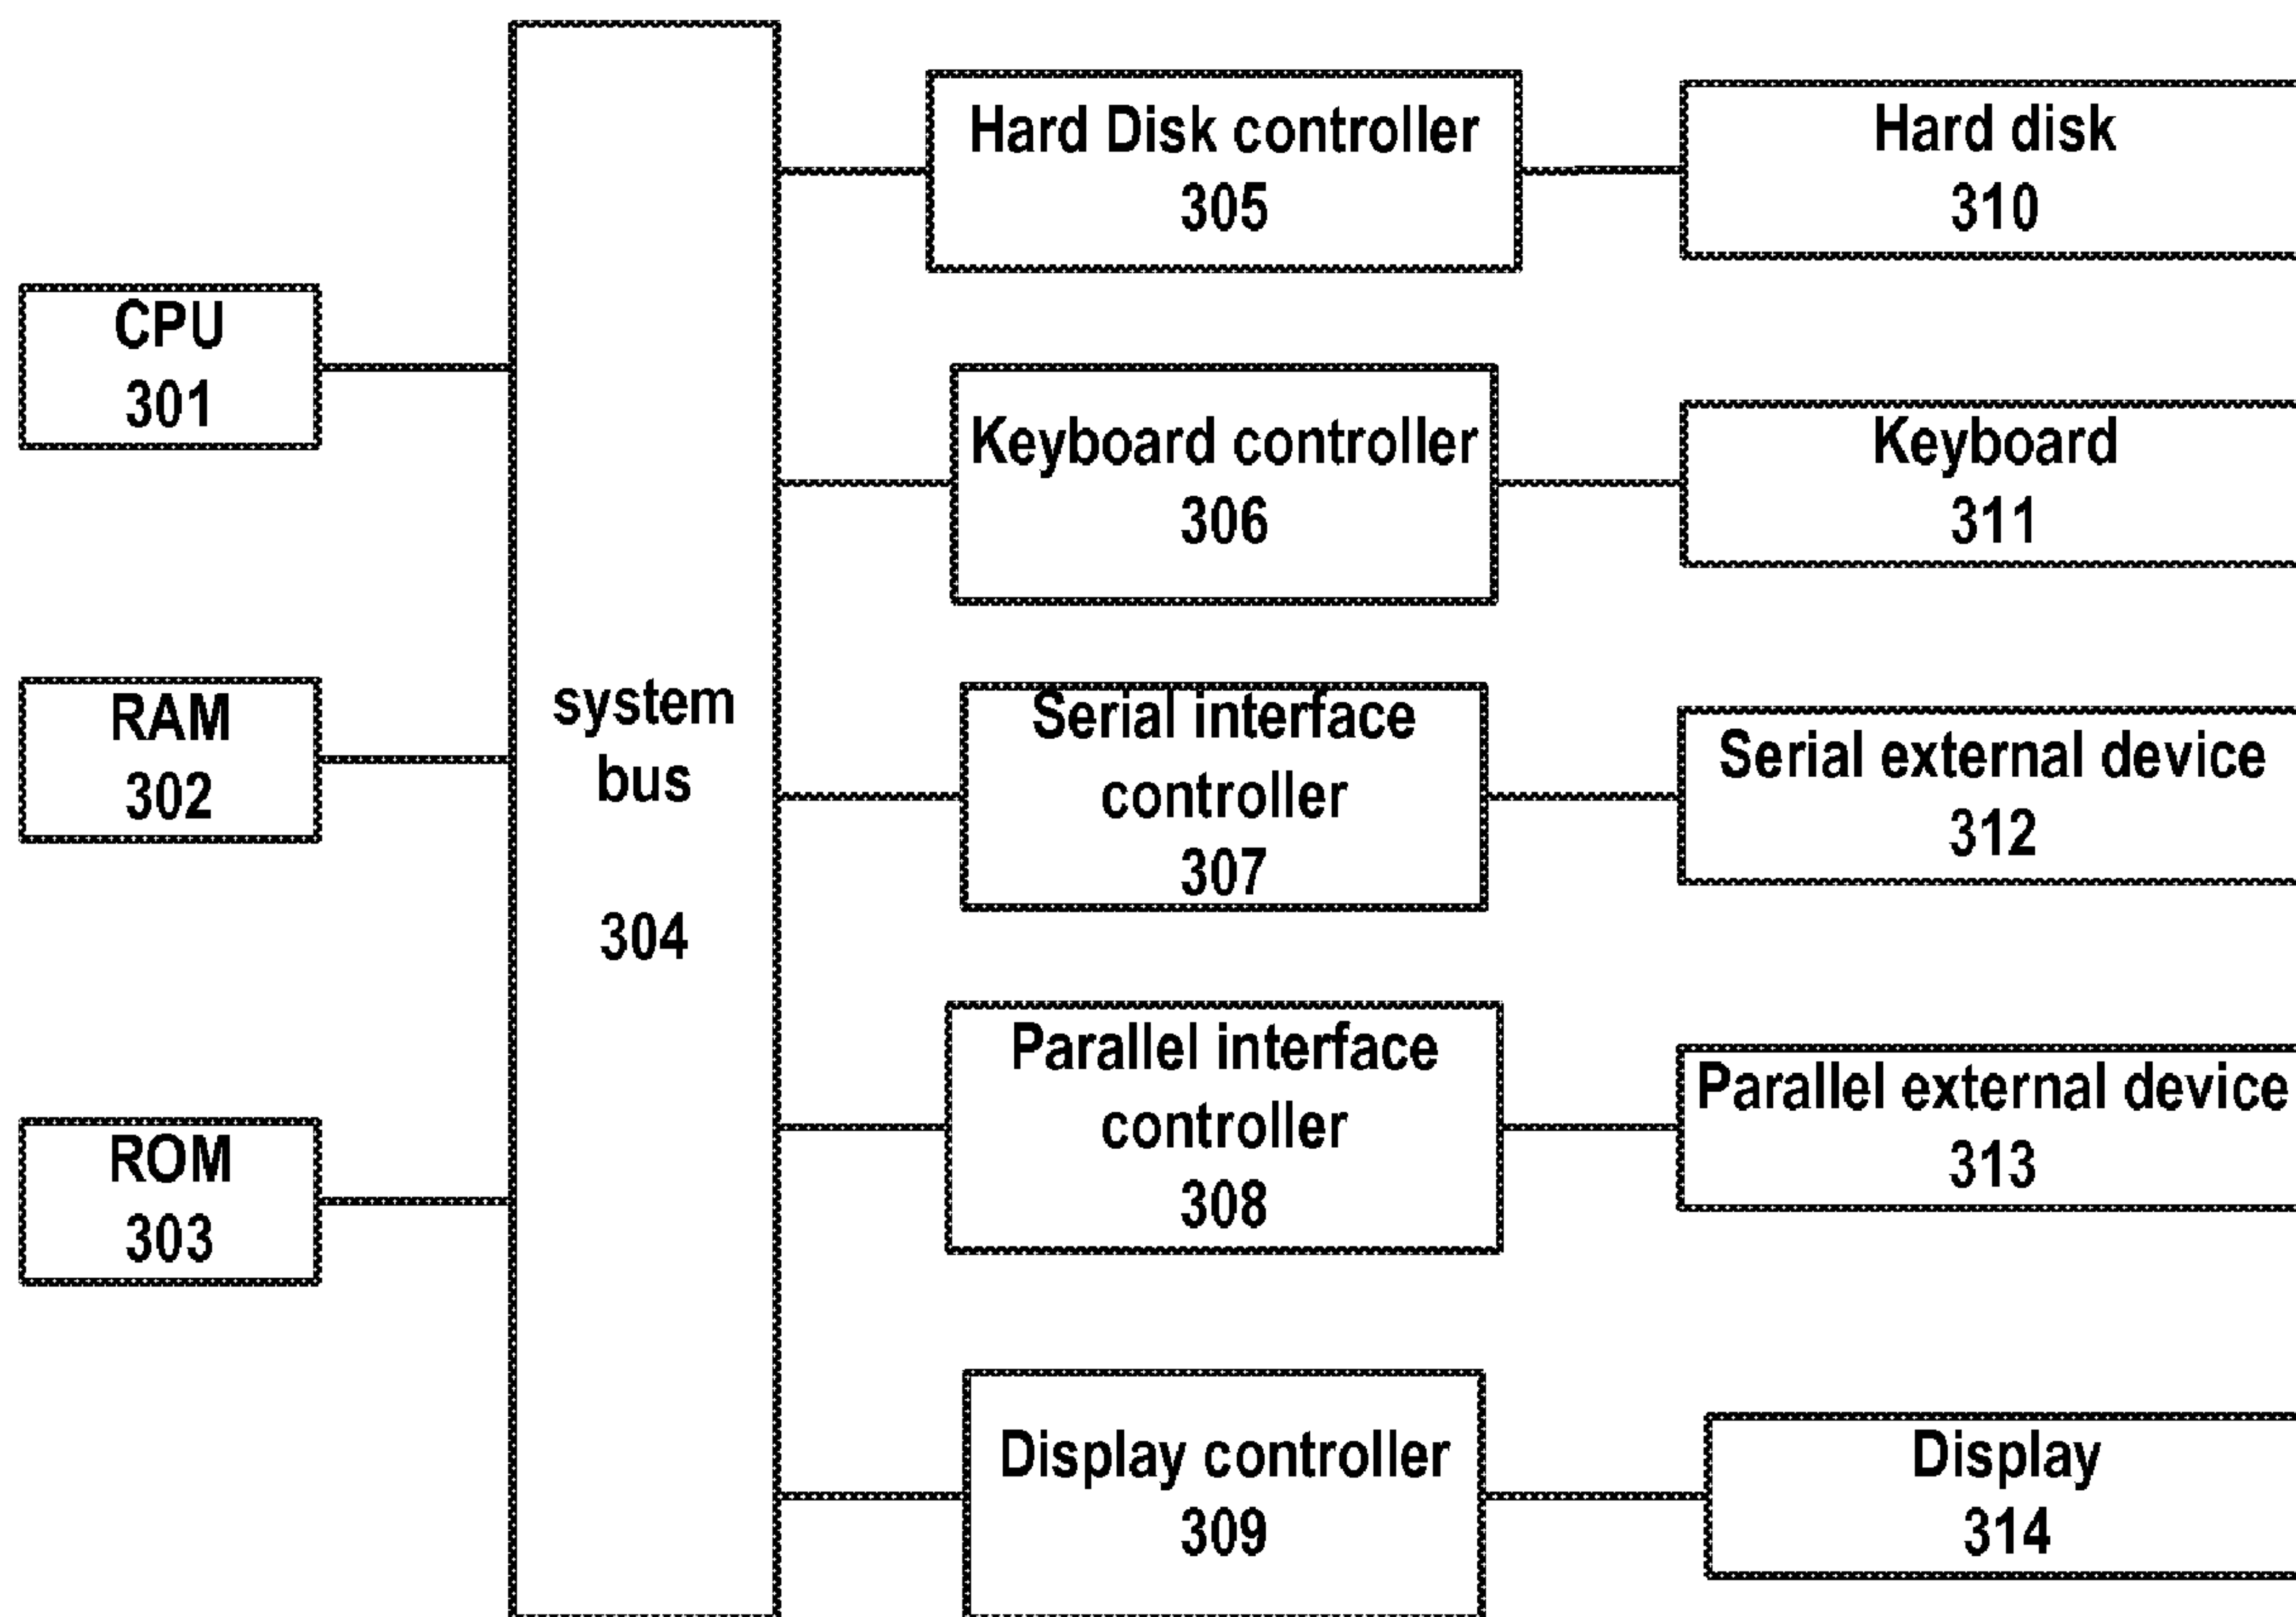 CPU
301
RAM
302
ROM
303
system
bus
304
Hard Disk controller
305
Keyboard controller
306
Serial interface
controller
307
Parallel interface
controller
308
Display controller
309
Hard disk
310
Keyboard
311
Serial external device
312
Parallel external device
313
Display
314